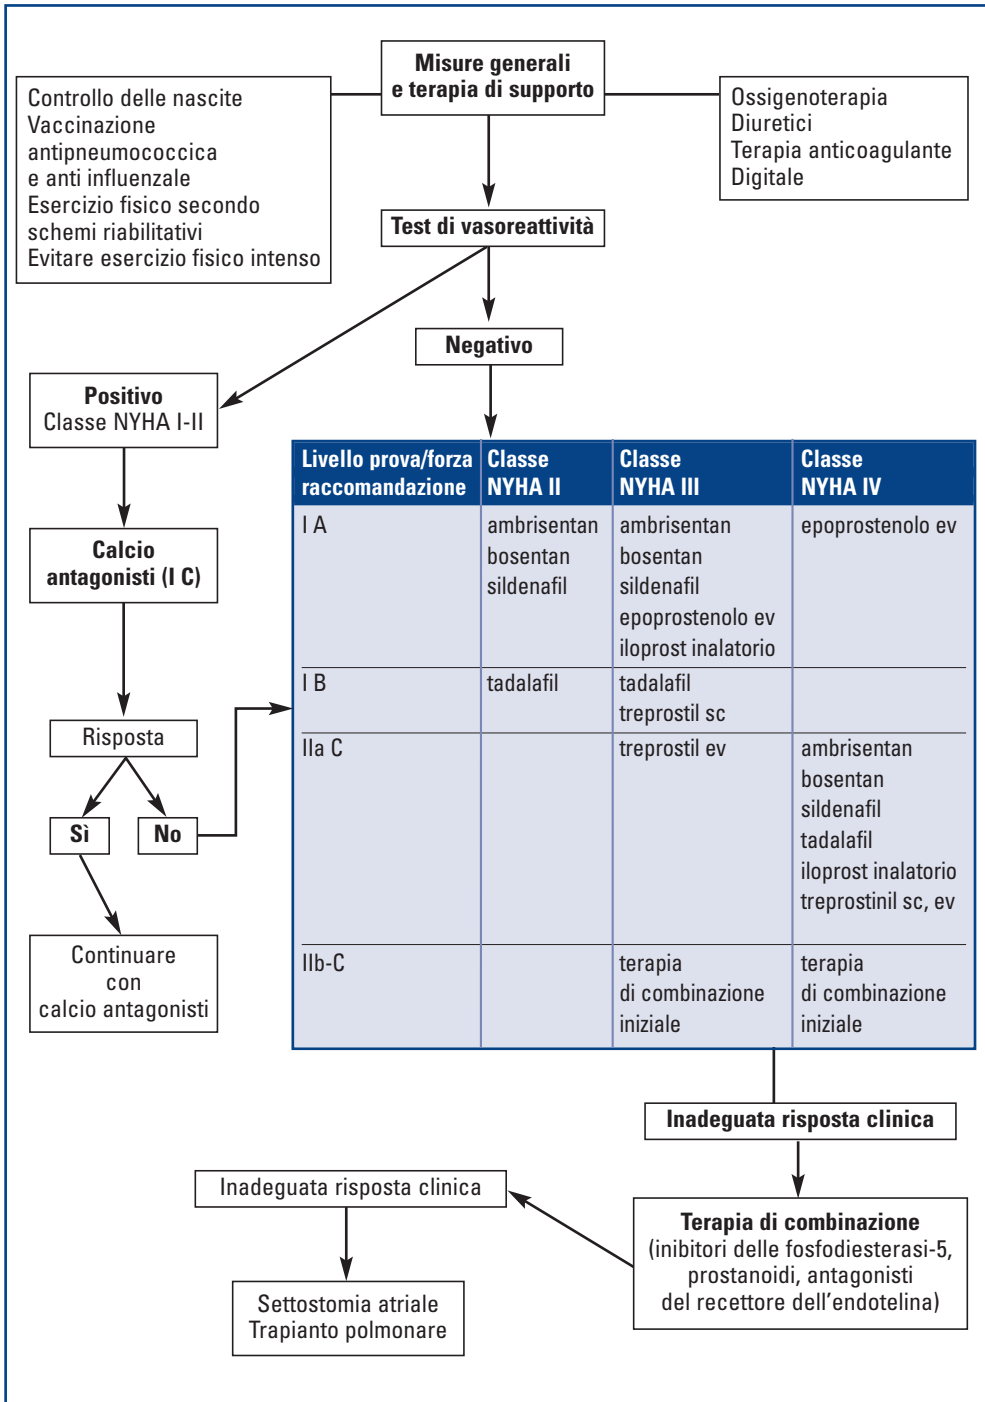 Misure generali
e terapia di supporto
Controllo delle nascite
Vaccinazione
antipneumococcica
e anti influenzale
Esercizio fisico secondo
schemi riabilitativi
Evitare esercizio fisico intenso
Ossigenoterapia
Diuretici
Terapia anticoagulante
Digitale
Test di vasoreattività
Negativo
Positivo
Classe NYHA I-II
Calcio
antagonisti (I C)
Risposta
Sì
No
Continuare
con
calcio antagonisti
Livello prova/forza
raccomandazione
Classe
NYHA II
Classe
NYHA III
Classe
NYHA IV
I A
ambrisentan
bosentan
sildenafil
ambrisentan
bosentan
sildenafil
epoprostenolo ev
iloprost inalatorio
epoprostenolo ev
I B
tadalafil
tadalafil
treprostil sc
IIa C
treprostil ev
ambrisentan
bosentan
sildenafil
tadalafil
iloprost inalatorio
treprostinil sc, ev
IIb-C
terapia
di combinazione
iniziale
terapia
di combinazione
iniziale
Inadeguata risposta clinica
Terapia di combinazione
(inibitori delle fosfodiesterasi-5,
prostanoidi, antagonisti
del recettore dell'endotelina)
Inadeguata risposta clinica
Settostomia atriale
Trapianto polmonare